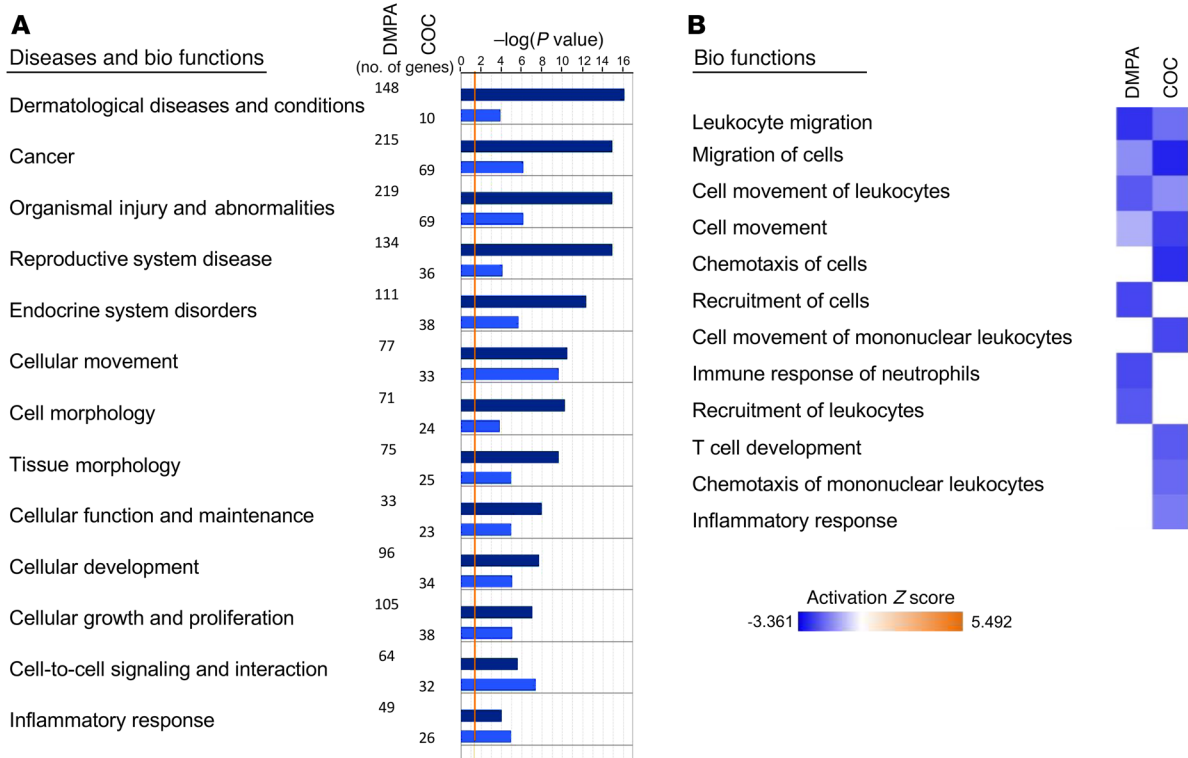 A
Diseases and bio functions
DMPA
COC
(no. of genes)
–log(P value)
0 2 4 6 8 10 12 14 16
Dermatological diseases and conditions 148
10
Cancer 215
69
Organismal injury and abnormalities 219
69
Reproductive system disease 134
36
Endocrine system disorders 111
38
Cellular movement 77
33
Cell morphology 71
24
Tissue morphology 75
25
Cellular function and maintenance 33
23
Cellular development 96
34
Cellular growth and proliferation 105
38
Cell-to-cell signaling and interaction 64
32
Inflammatory response 49
26
B
Bio functions
DMPA
COC
Leukocyte migration
Migration of cells
Cell movement of leukocytes
Cell movement
Chemotaxis of cells
Recruitment of cells
Cell movement of mononuclear leukocytes
Immune response of neutrophils
Recruitment of leukocytes
T cell development
Chemotaxis of mononuclear leukocytes
Inflammatory response
Activation Z score
-3.361 5.492